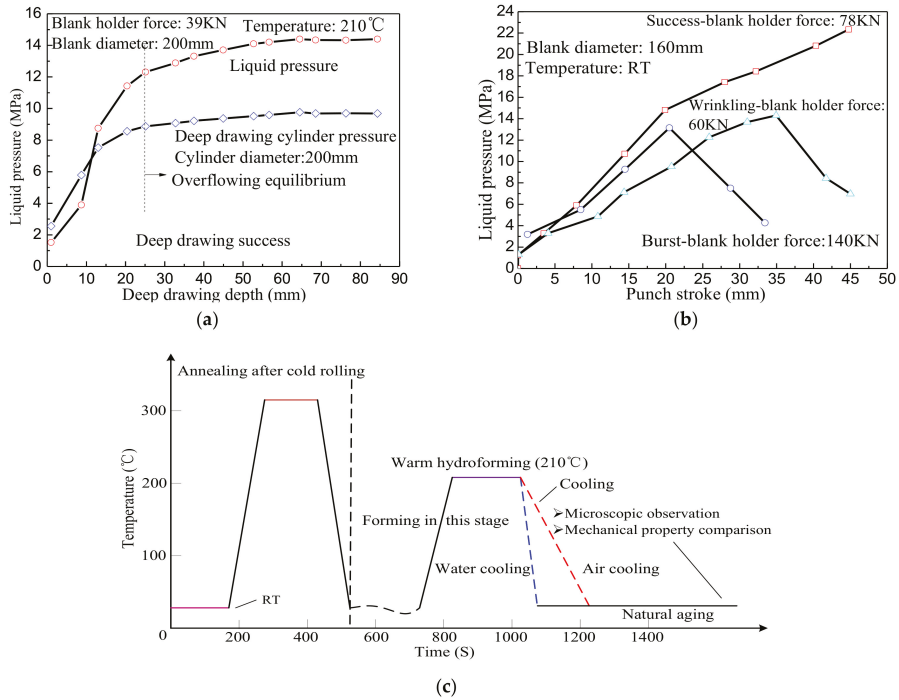 Blank holder force: 39KN
Blank diameter: 200mm
Temperature: 210℃
Liquid pressure
Deep drawing cylinder pressure
Cylinder diameter:200mm
Overflowing equilibrium
Deep drawing success
Liquid pressure (MPa)
16
14
12
10
8
6
4
2
0
0 10 20 30 40 50 60 70 80 90
Deep drawing depth (mm)
(a)
Success-blank holder force: 78KN
Blank diameter: 160mm
Temperature: RT
Wrinkling-blank holder force:
60KN
Burst-blank holder force:140KN
Liquid pressure (MPa)
24
22
20
18
16
14
12
10
8
6
4
2
0
0 5 10 15 20 25 30 35 40 45 50
Punch stroke (mm)
(b)
Annealing after cold rolling
Warm hydroforming (210℃)
Cooling
Forming in this stage
➢Microscopic observation
➢Mechanical property comparison
Water cooling
Air cooling
RT
Natural aging
Temperature (℃)
300
200
100
0 200 400 600 800 1000 1200 1400
Time (S)
(c)